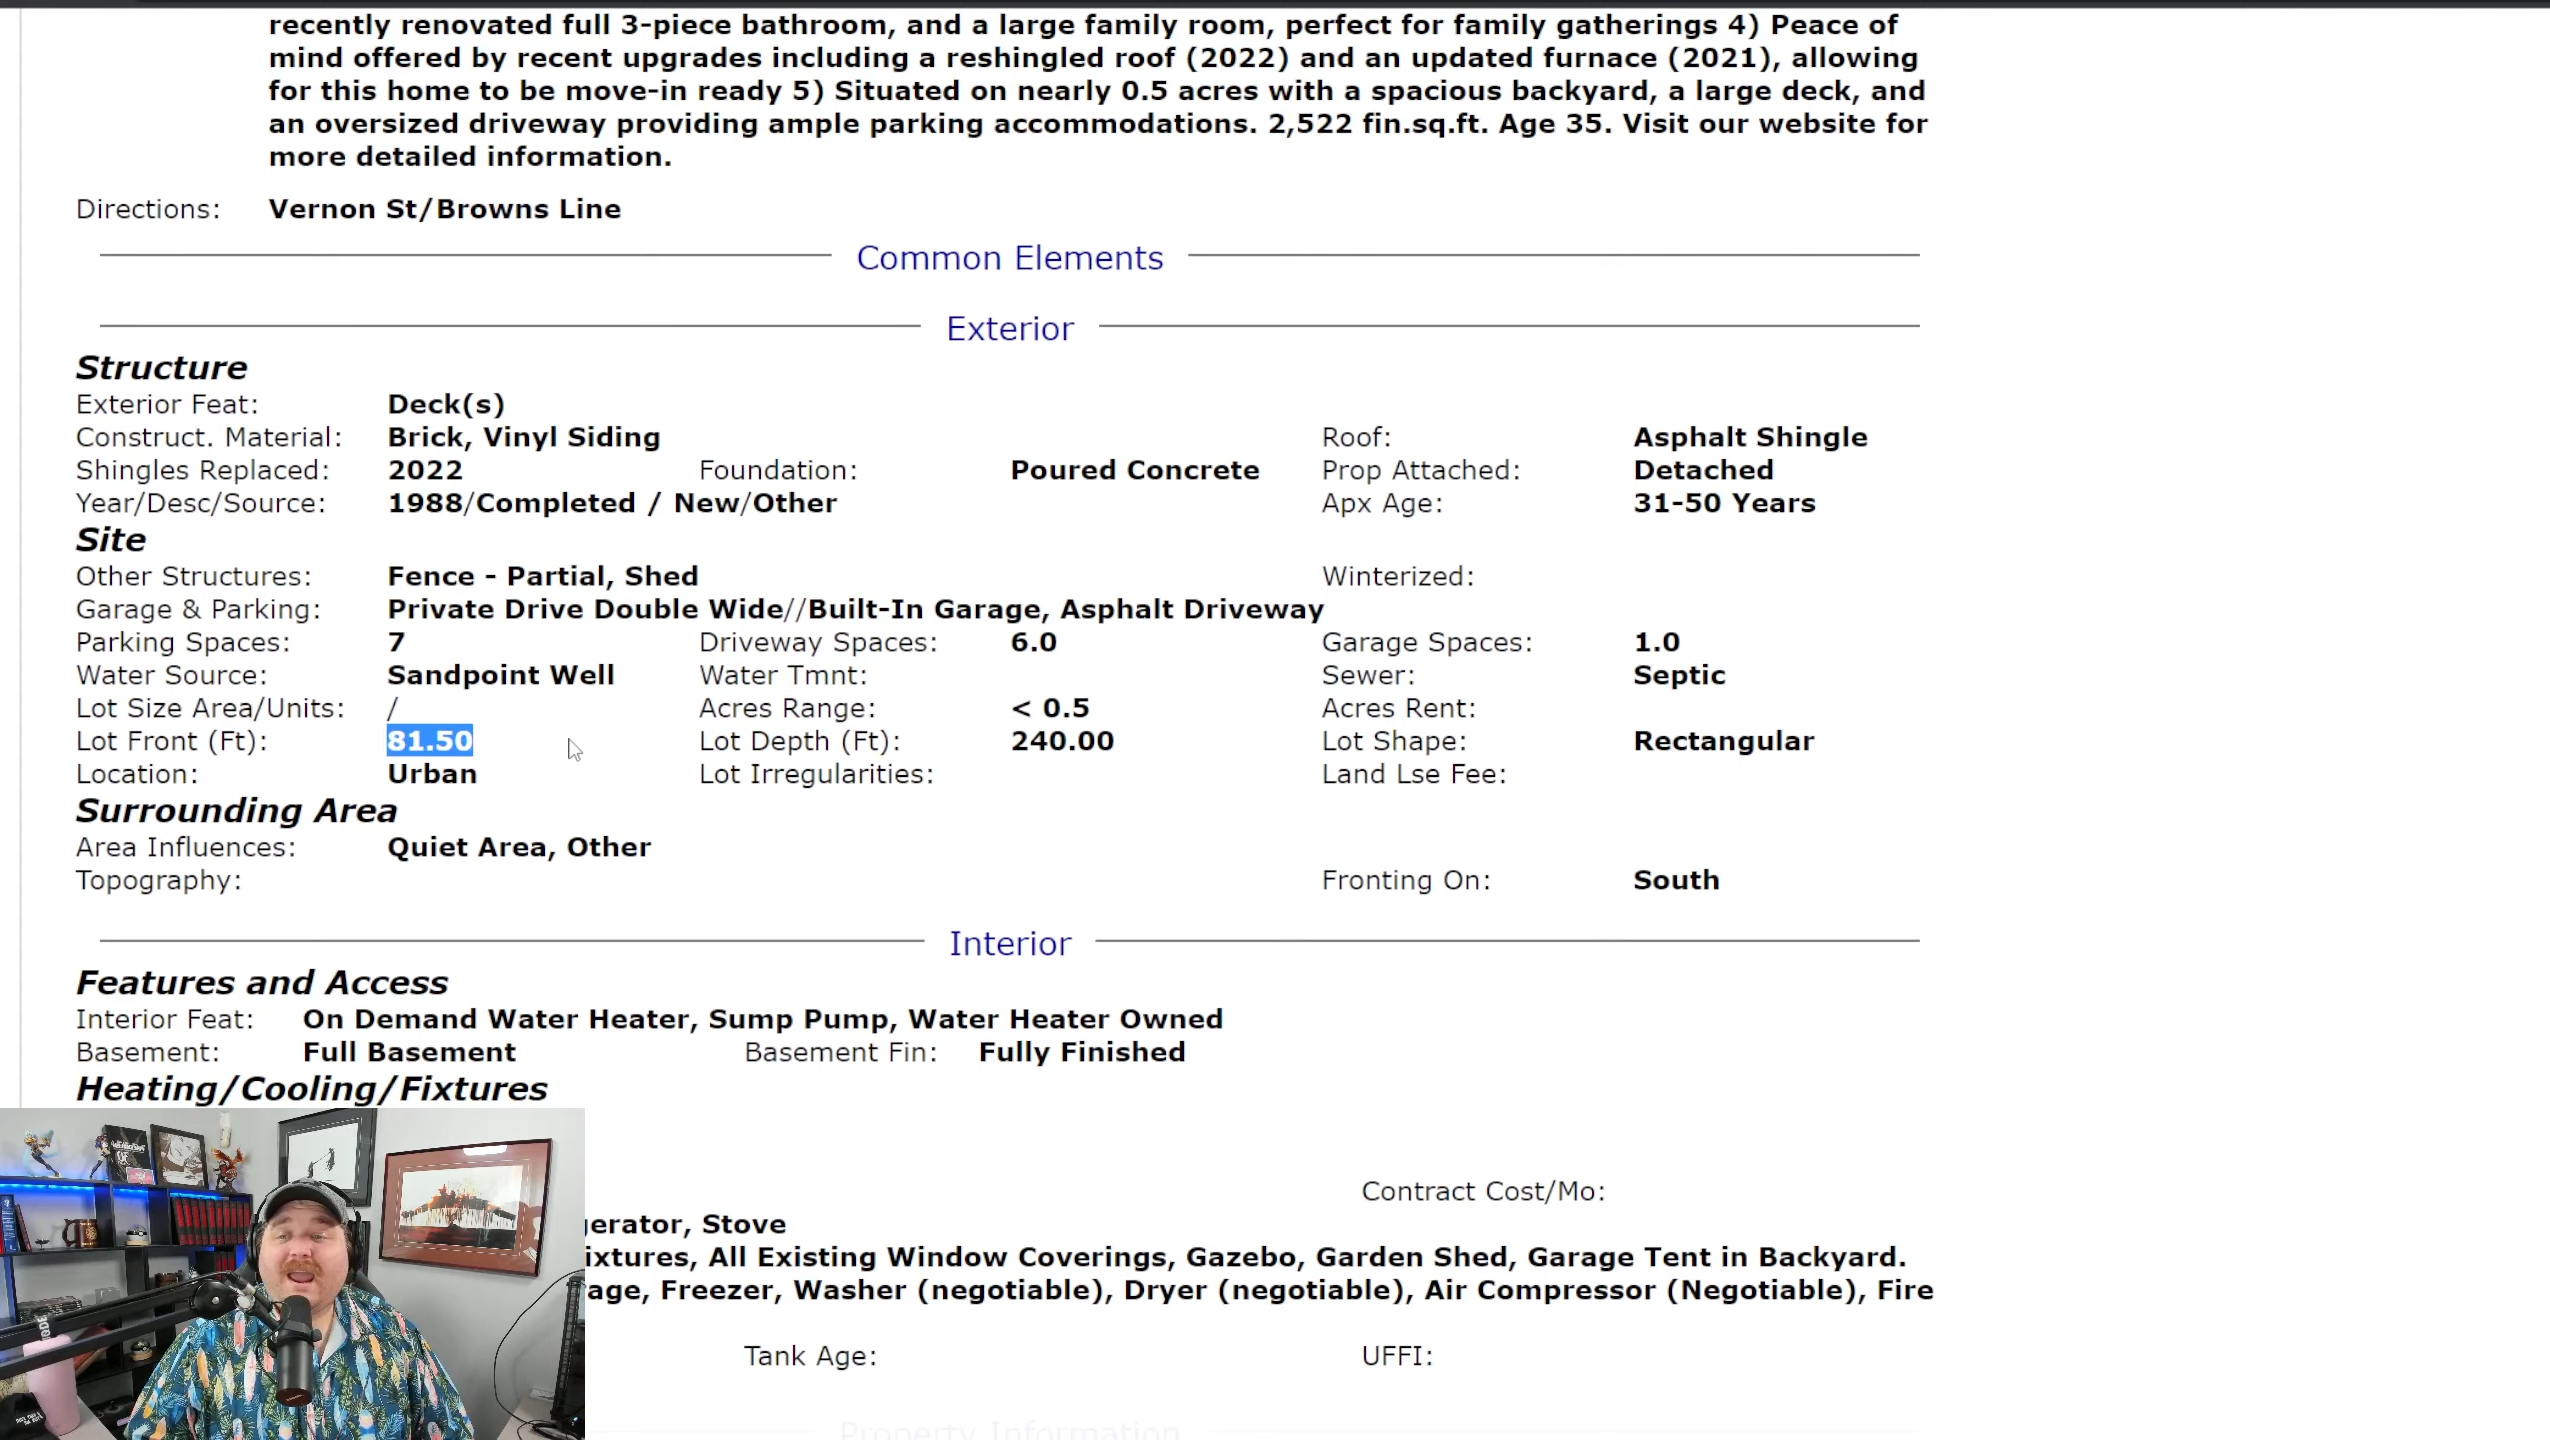 recently renovated full 3-piece bathroom, and a large family room, perfect for family gatherings 4) Peace of
mind offered by recent upgrades including a reshingled roof (2022) and an updated furnace (2021), allowing
for this home to be move-in ready 5) Situated on nearly 0.5 acres with a spacious backyard, a large deck, and
an oversized driveway providing ample parking accommodations. 2,522 fin.sq.ft. Age 35. Visit our website for
more detailed information.
Directions: Vernon St/Browns Line
Common Elements
Exterior
Structure
Exterior Feat: Deck(s)
Construct. Material: Brick, Vinyl Siding Roof: Asphalt Shingle
Shingles Replaced: 2022 Foundation: Poured Concrete Prop Attached: Detached
Year/Desc/Source: 1988/Completed / New/Other Apx Age: 31-50 Years
Site
Other Structures: Fence - Partial, Shed Winterized:
Garage & Parking: Private Drive Double Wide//Built-In Garage, Asphalt Driveway
Parking Spaces: 7 Driveway Spaces: 6.0 Garage Spaces: 1.0
Water Source: Sandpoint Well Water Tmnt: Sewer: Septic
Lot Size Area/Units: / Acres Range: < 0.5 Acres Rent:
Lot Front (Ft): 81.50 Lot Depth (Ft): 240.00 Lot Shape: Rectangular
Location: Urban Lot Irregularities: Land Lse Fee:
Surrounding Area
Area Influences: Quiet Area, Other
Topography: Fronting On: South
Interior
Features and Access
Interior Feat: On Demand Water Heater, Sump Pump, Water Heater Owned
Basement: Full Basement Basement Fin: Fully Finished
Heating/Cooling/Fixtures
Contract Cost/Mo:
gerator, Stove
ixtures, All Existing Window Coverings, Gazebo, Garden Shed, Garage Tent in Backyard.
rage, Freezer, Washer (negotiable), Dryer (negotiable), Air Compressor (Negotiable), Fire
Tank Age: UFFI:
Property Information